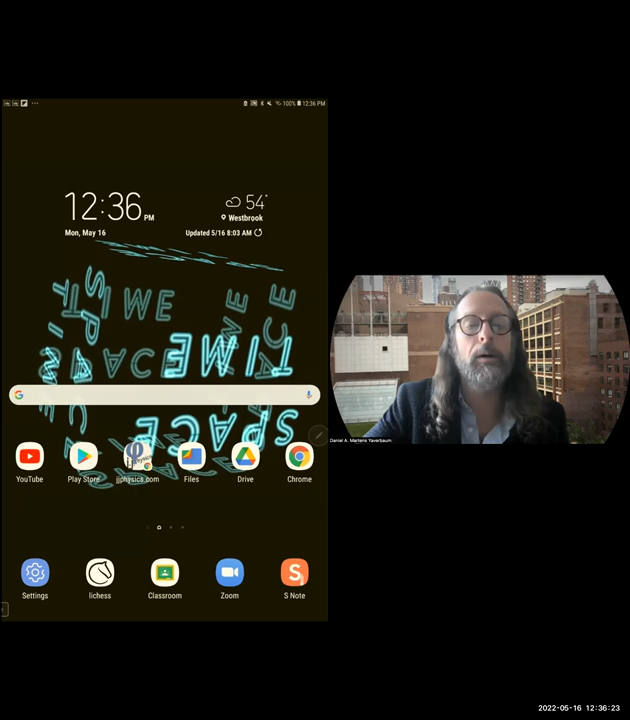 100% 12:36 PM
12:36 PM
54°
Westbrook
Mon, May 16
Updated 5/16 8:03 AM
TIME
SPACE
YouTube
Play Store
jjphysics.com
Files
Drive
Chrome
Settings
lichess
Classroom
Zoom
S Note
Daniel A. Martens Yaverbaum
2022-05-16 12:36:23